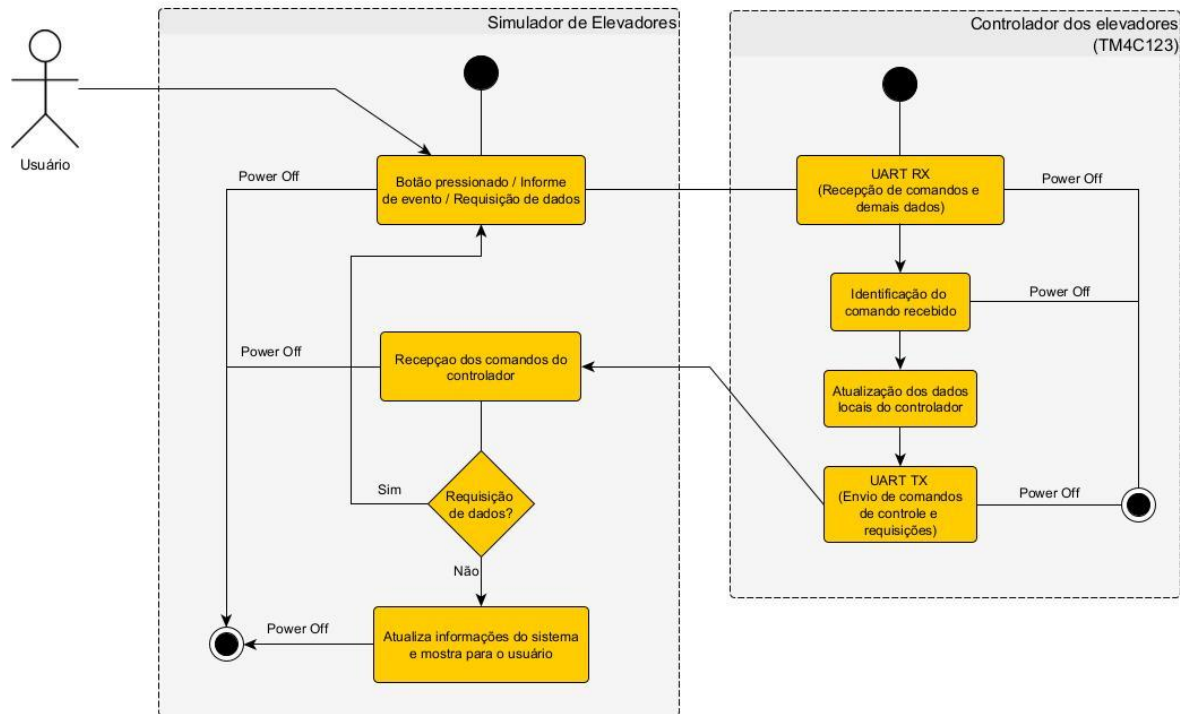 Simulador de Elevadores
Controlador dos elevadores
(TM4C123)
Usuário
Power Off
Botão pressionado / Informe
de evento / Requisição de dados
UART RX
(Recepção de comandos e
demais dados)
Power Off
Identificação do
comando recebido
Power Off
Power Off
Recepçao dos comandos do
controlador
Atualização dos dados
locais do controlador
Sim
Requisição
de dados?
UART TX
(Envio de comandos
de controle e
requisições)
Power Off
Não
Power Off
Atualiza informações do sistema
e mostra para o usuário